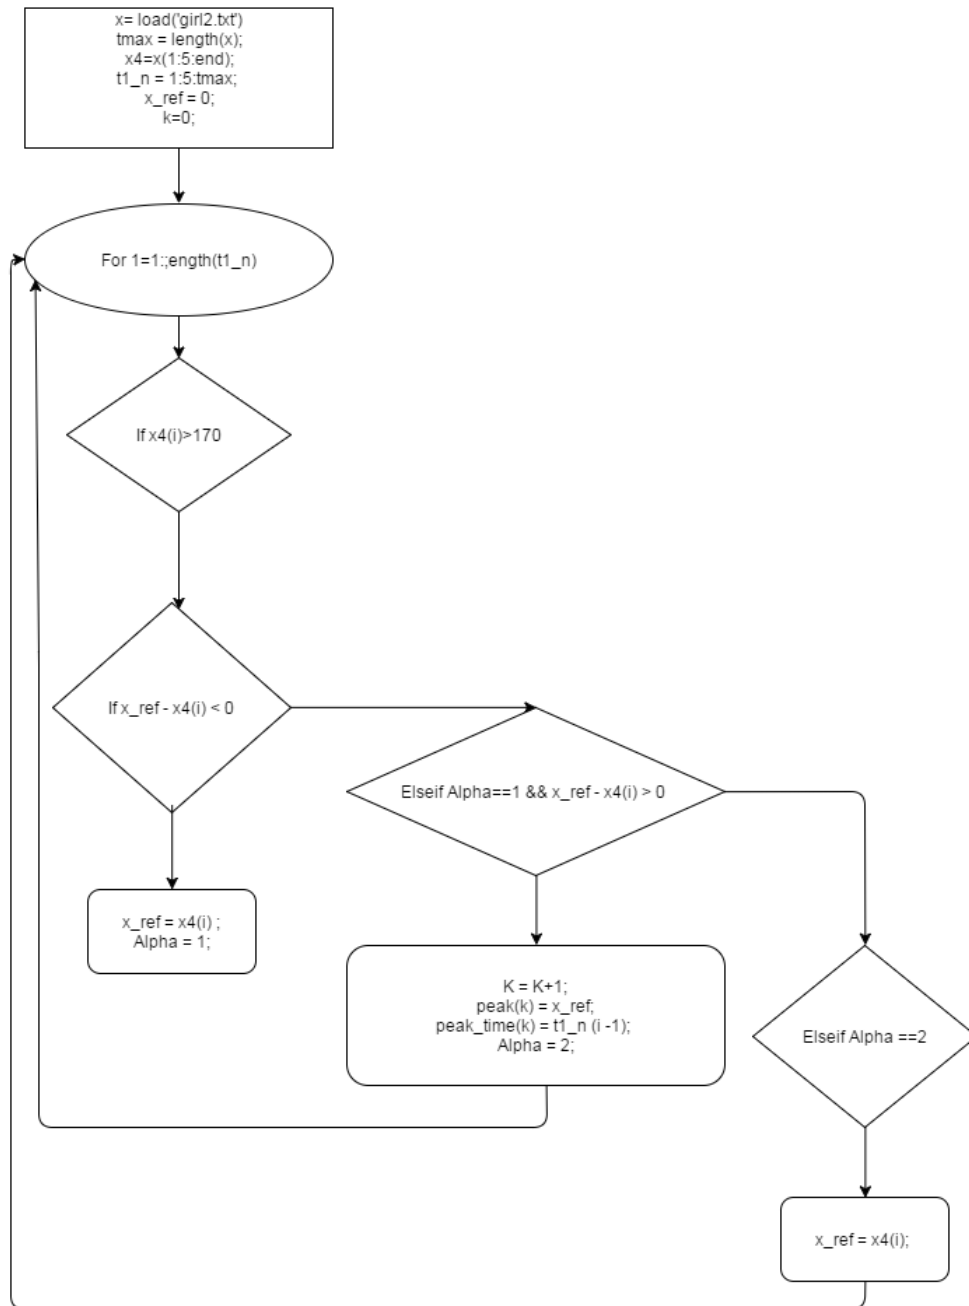 x= load('girl2.txt')
tmax = length(x);
x4=x(1:5:end);
t1_n = 1:5:tmax;
x_ref = 0;
k=0;
For 1=1:;ength(t1_n)
If x4(i)>170
If x_ref - x4(i) < 0
Elseif Alpha==1 && x_ref - x4(i) > 0
x_ref = x4(i) ;
Alpha = 1;
K = K+1;
peak(k) = x_ref;
peak_time(k) = t1_n (i -1);
Alpha = 2;
Elseif Alpha ==2
x_ref = x4(i);